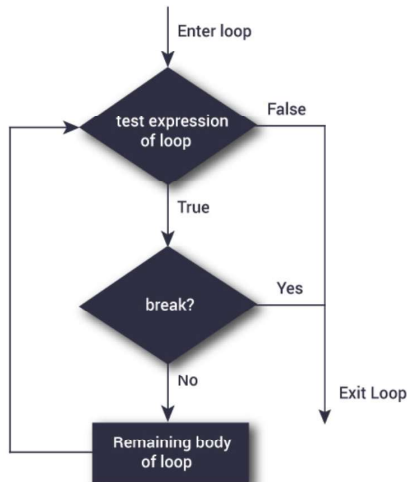 Enter loop
test expression
of loop
False
True
break?
Yes
No
Exit Loop
Remaining body
of loop